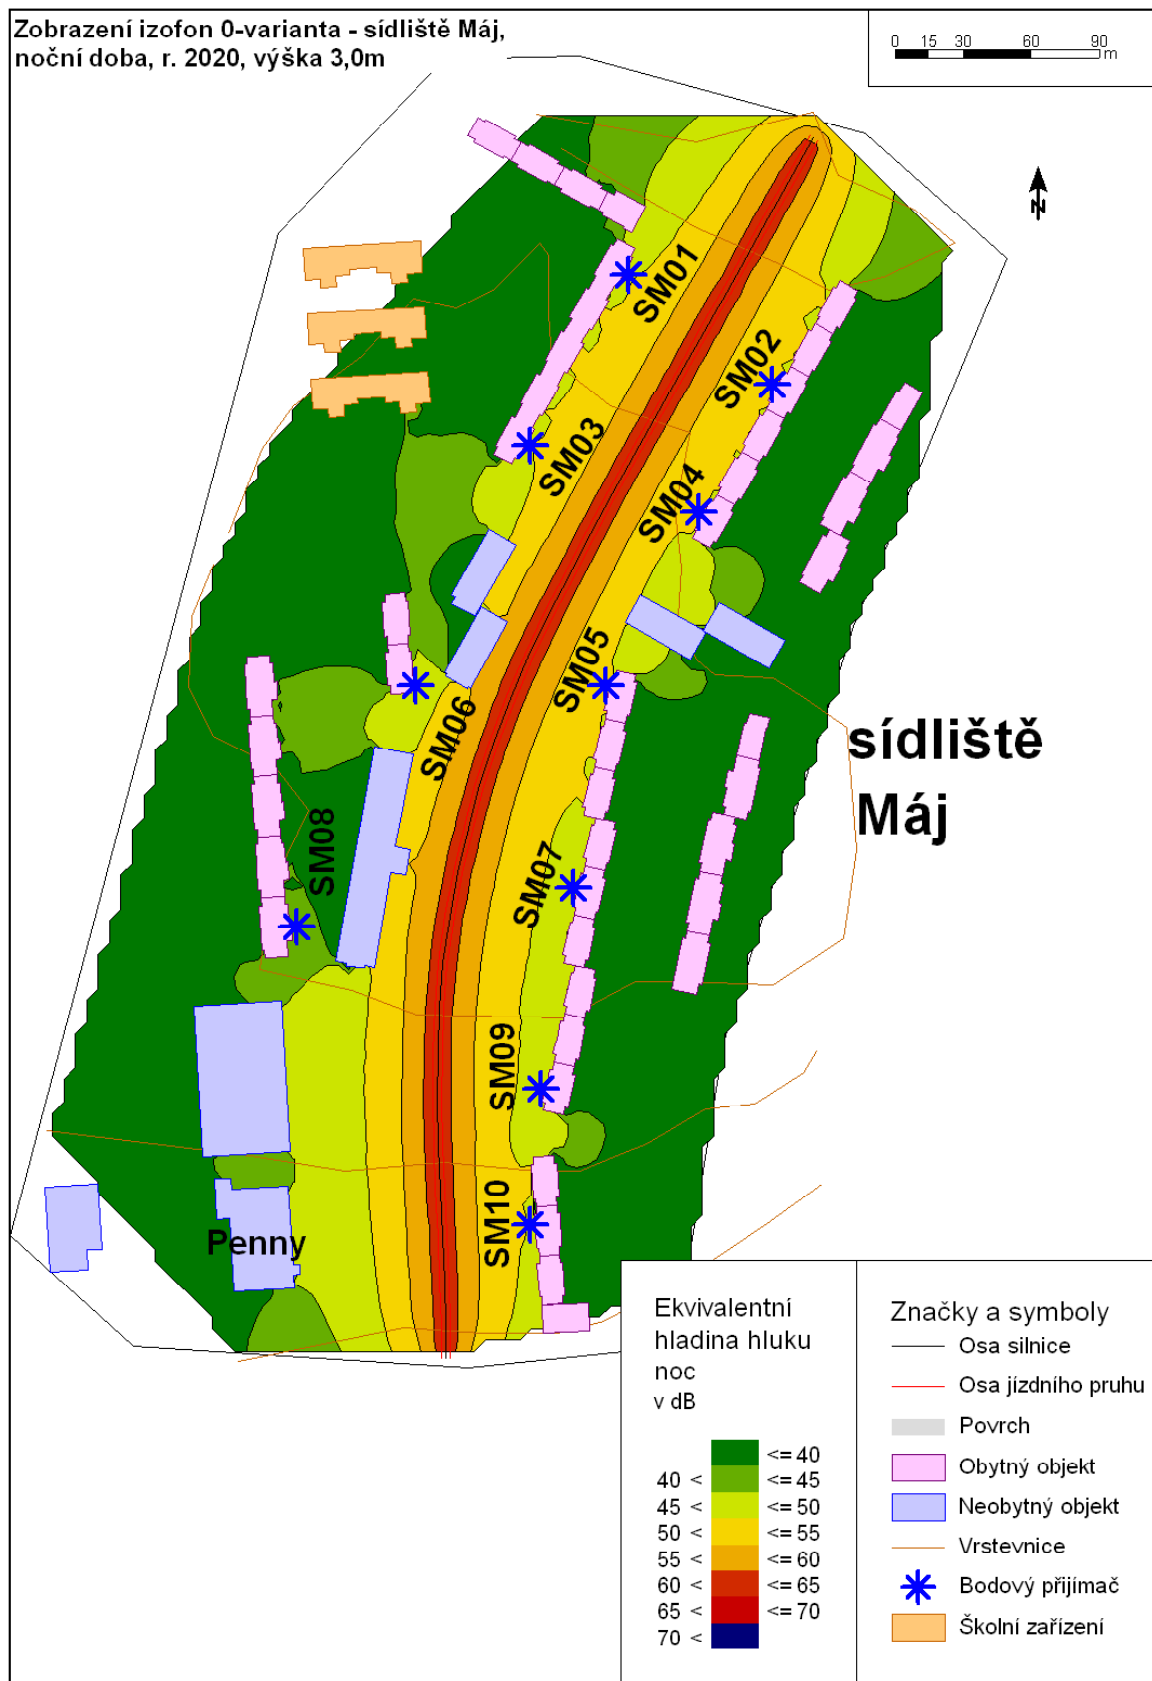 Zobrazení izofon 0-varianta - sídliště Máj,
noční doba, r. 2020, výška 3,0m
0 15 30 60 90
m
N
SM01
SM02
SM03
SM04
SM05
SM06
sídliště
Máj
SM08
SM07
SM09
SM10
Penny
Ekvivalentní
hladina hluku
noc
v dB
<= 40
40 < <= 45
45 < <= 50
50 < <= 55
55 < <= 60
60 < <= 65
65 < <= 70
70 <
Značky a symboly
Osa silnice
Osa jízdního pruhu
Povrch
Obytný objekt
Neobytný objekt
Vrstevnice
Bodový přijímač
Školní zařízení